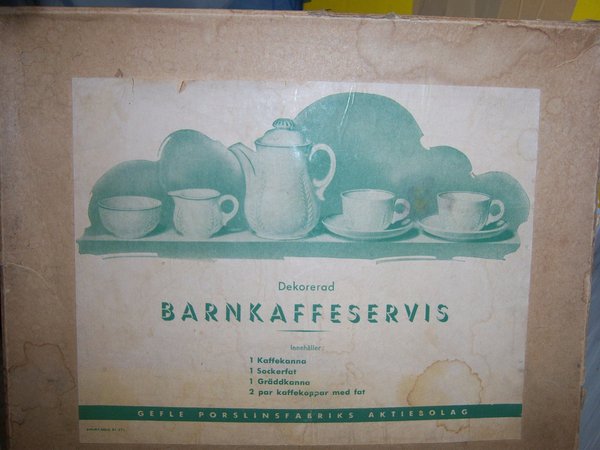 Dekorerad
BARNKAFFESERVIS
Innehåller:
1 Kaffekanna
1 Sockerfat
1 Gräddkanna
2 par kaffekoppar med fat
GEFLE PORSLINSFABRIKS AKTIEBOLAG